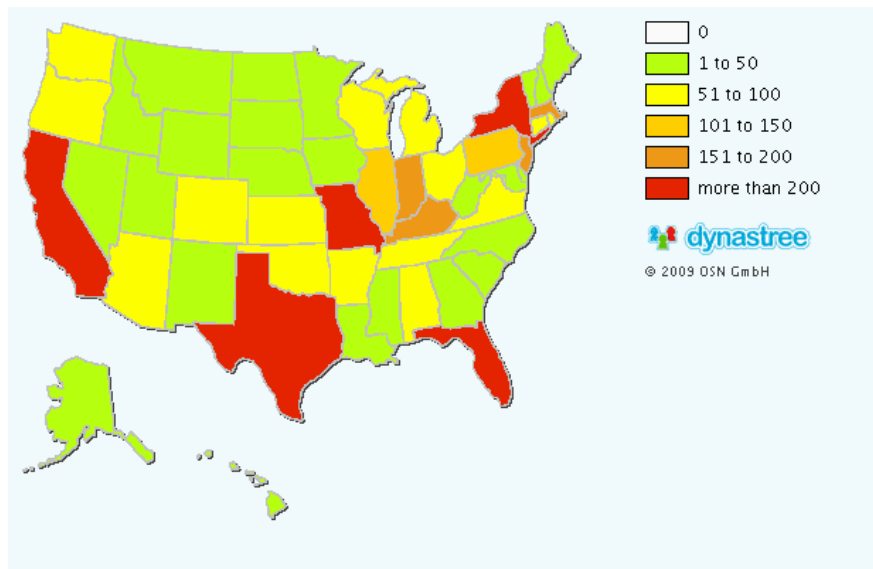 0
1 to 50
51 to 100
101 to 150
151 to 200
more than 200
dynastree
© 2009 OSN GmbH